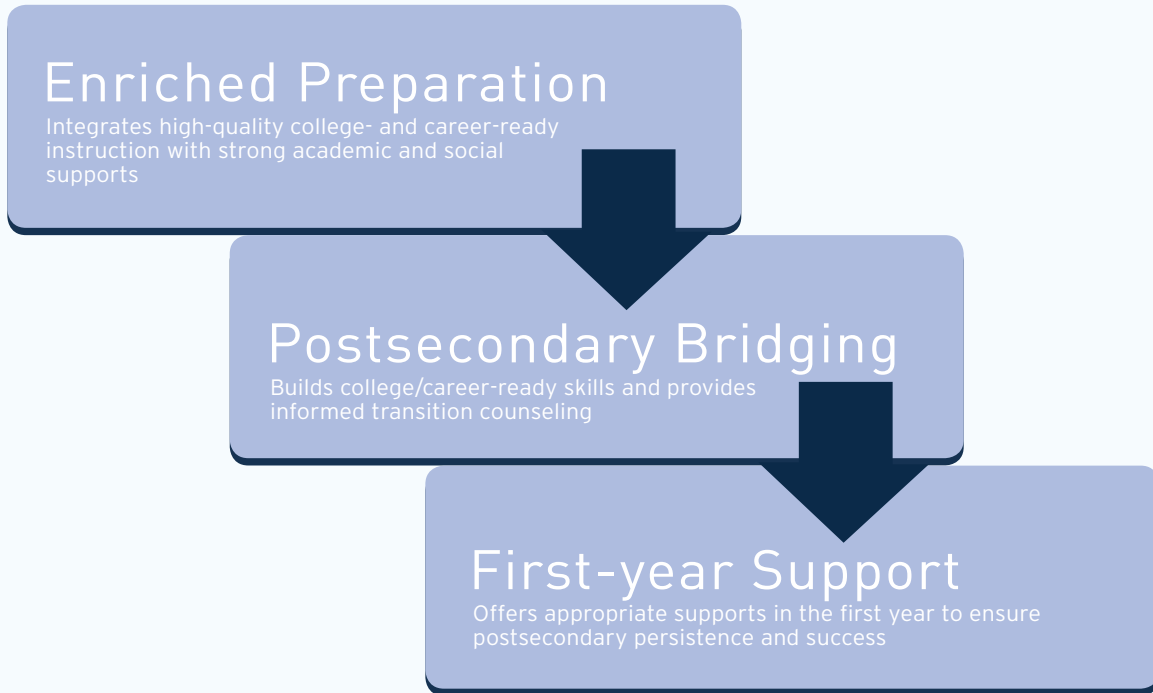 Enriched Preparation
Integrates high-quality college- and career-ready
instruction with strong academic and social
supports
Postsecondary Bridging
Builds college/career-ready skills and provides
informed transition counseling
First-year Support
Offers appropriate supports in the first year to ensure
postsecondary persistence and success